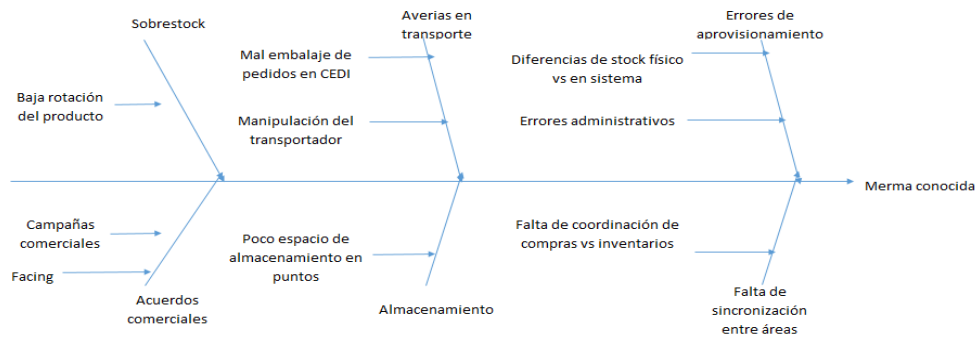 Sobrestock
Baja rotación
del producto
Averias en
transporte
Mal embalaje de
pedidos en CEDI
Manipulación del
transportador
Errores de
aprovisionamiento
Diferencias de stock físico
vs en sistema
Errores administrativos
Merma conocida
Campañas
comerciales
Facing
Acuerdos
comerciales
Poco espacio de
almacenamiento en
puntos
Almacenamiento
Falta de coordinación de
compras vs inventarios
Falta de
sincronización
entre áreas